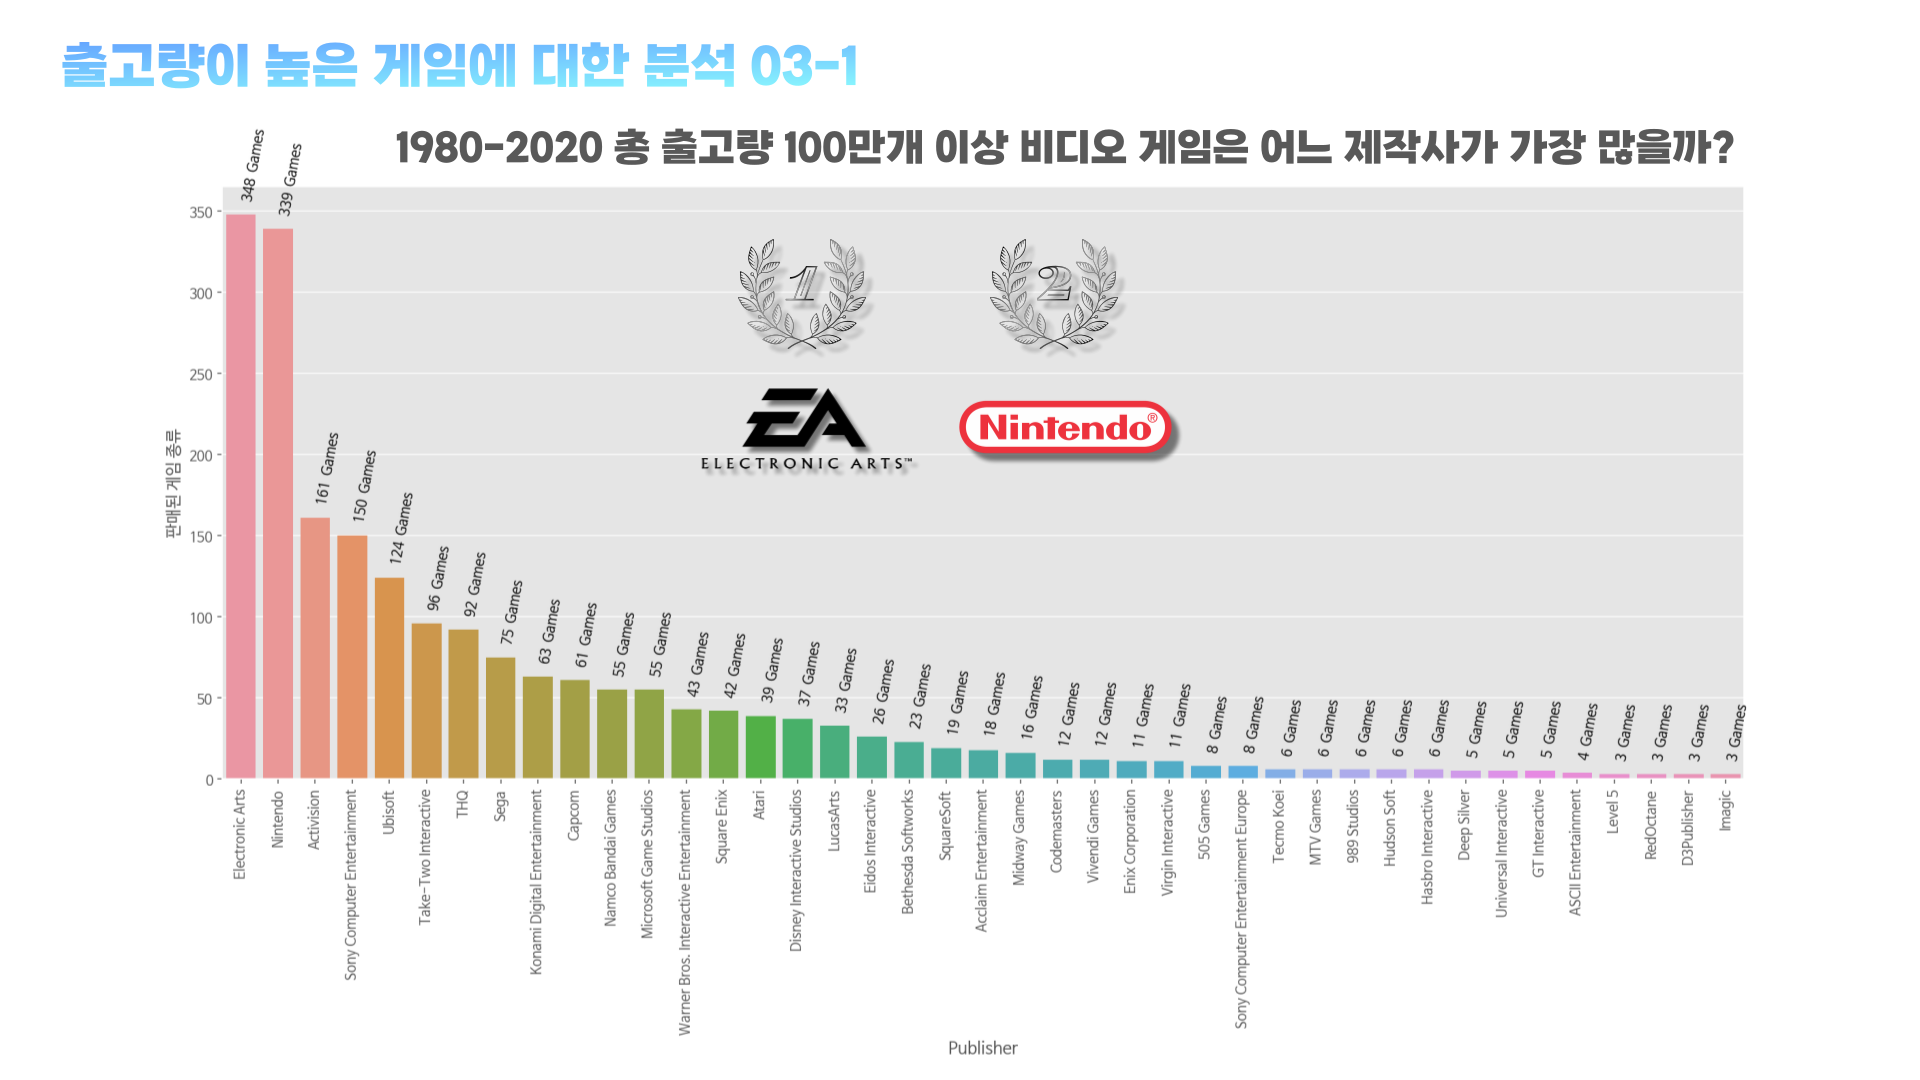 출고량이 높은 게임에 대한 분석 03-1
1980-2020 총 출고량 100만개 이상 비디오 게임은 어느 제작사가 가장 많을까?
348 Games
339 Games
161 Games
150 Games
124 Games
96 Games
92 Games
75 Games
63 Games
61 Games
55 Games
55 Games
43 Games
42 Games
39 Games
37 Games
33 Games
26 Games
23 Games
19 Games
18 Games
16 Games
12 Games
12 Games
11 Games
11 Games
8 Games
8 Games
6 Games
6 Games
6 Games
6 Games
6 Games
5 Games
5 Games
5 Games
4 Games
3 Games
3 Games
3 Games
3 Games
1
2
EA
ELECTRONIC ARTS™
Nintendo®
판매된 게임 종류
350
300
250
200
150
100
50
0
Electronic Arts
Nintendo
Activision
Sony Computer Entertainment
Ubisoft
Take-Two Interactive
THQ
Sega
Konami Digital Entertainment
Capcom
Namco Bandai Games
Microsoft Game Studios
Warner Bros. Interactive Entertainment
Square Enix
Atari
Disney Interactive Studios
LucasArts
Eidos Interactive
Bethesda Softworks
SquareSoft
Acclaim Entertainment
Midway Games
Codemasters
Vivendi Games
Enix Corporation
Virgin Interactive
505 Games
Sony Computer Entertainment Europe
Tecmo Koei
MTV Games
989 Studios
Hudson Soft
Hasbro Interactive
Deep Silver
Universal Interactive
GT Interactive
ASCII Entertainment
Level 5
RedOctane
D3Publisher
Imagic
Publisher